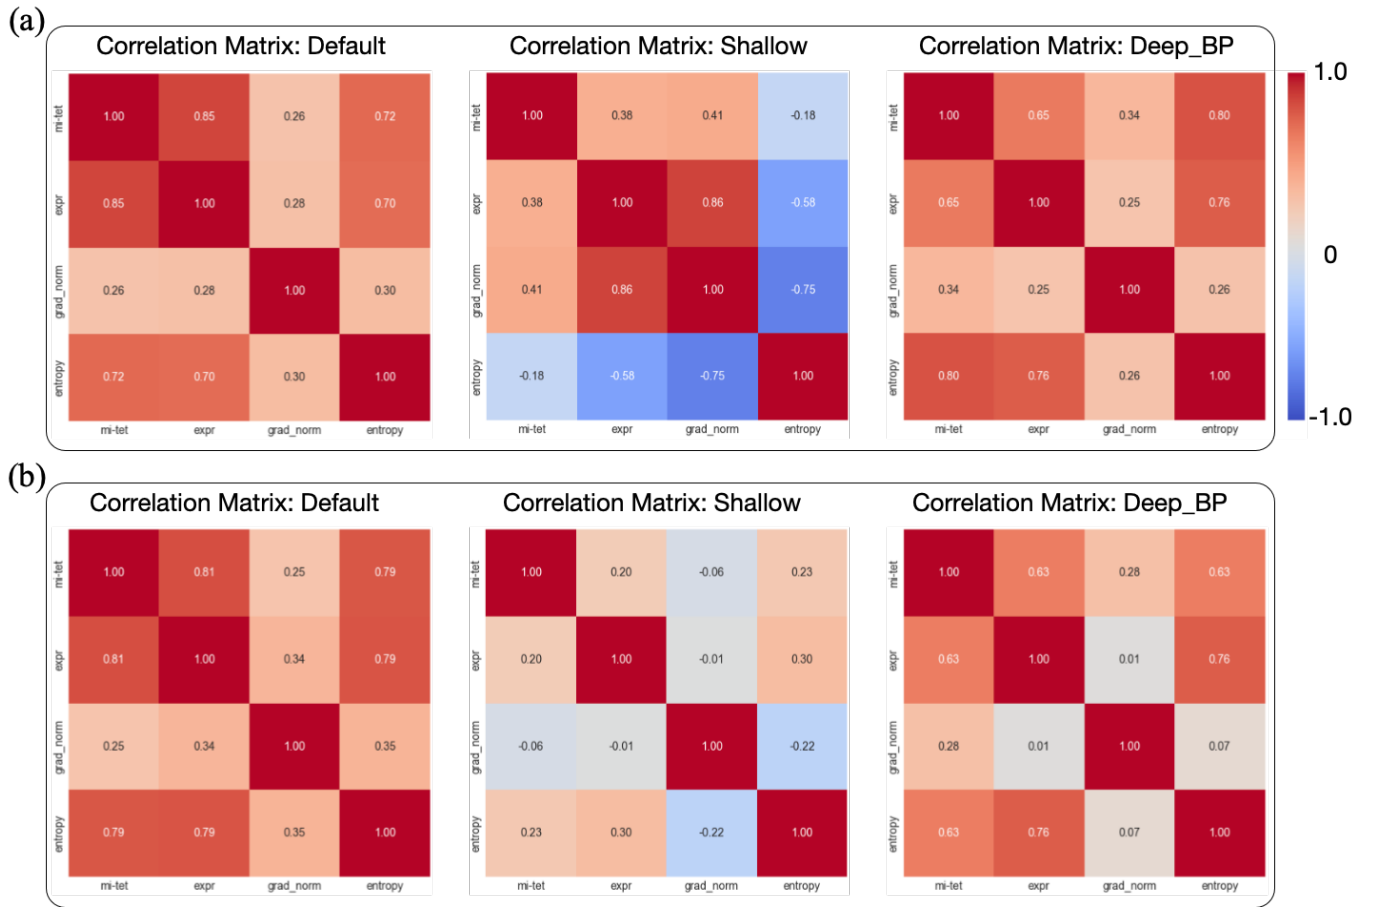 (a)
Correlation Matrix: Default
Correlation Matrix: Shallow
Correlation Matrix: Deep_BP
mi-tet 1.00 0.85 0.26 0.72
expr 0.85 1.00 0.28 0.70
grad_norm 0.26 0.28 1.00 0.30
entropy 0.72 0.70 0.30 1.00
mi-tet expr grad_norm entropy
mi-tet 1.00 0.38 0.41 -0.18
expr 0.38 1.00 0.86 -0.58
grad_norm 0.41 0.86 1.00 -0.75
entropy -0.18 -0.58 -0.75 1.00
mi-tet expr grad_norm entropy
mi-tet 1.00 0.65 0.34 0.80
expr 0.65 1.00 0.25 0.76
grad_norm 0.34 0.25 1.00 0.26
entropy 0.80 0.76 0.26 1.00
mi-tet expr grad_norm entropy
1.0
0
-1.0
(b)
Correlation Matrix: Default
Correlation Matrix: Shallow
Correlation Matrix: Deep_BP
mi-tet 1.00 0.81 0.25 0.79
expr 0.81 1.00 0.34 0.79
grad_norm 0.25 0.34 1.00 0.35
entropy 0.79 0.79 0.35 1.00
mi-tet expr grad_norm entropy
mi-tet 1.00 0.20 -0.06 0.23
expr 0.20 1.00 -0.01 0.30
grad_norm -0.06 -0.01 1.00 -0.22
entropy 0.23 0.30 -0.22 1.00
mi-tet expr grad_norm entropy
mi-tet 1.00 0.63 0.28 0.63
expr 0.63 1.00 0.01 0.76
grad_norm 0.28 0.01 1.00 0.07
entropy 0.63 0.76 0.07 1.00
mi-tet expr grad_norm entropy